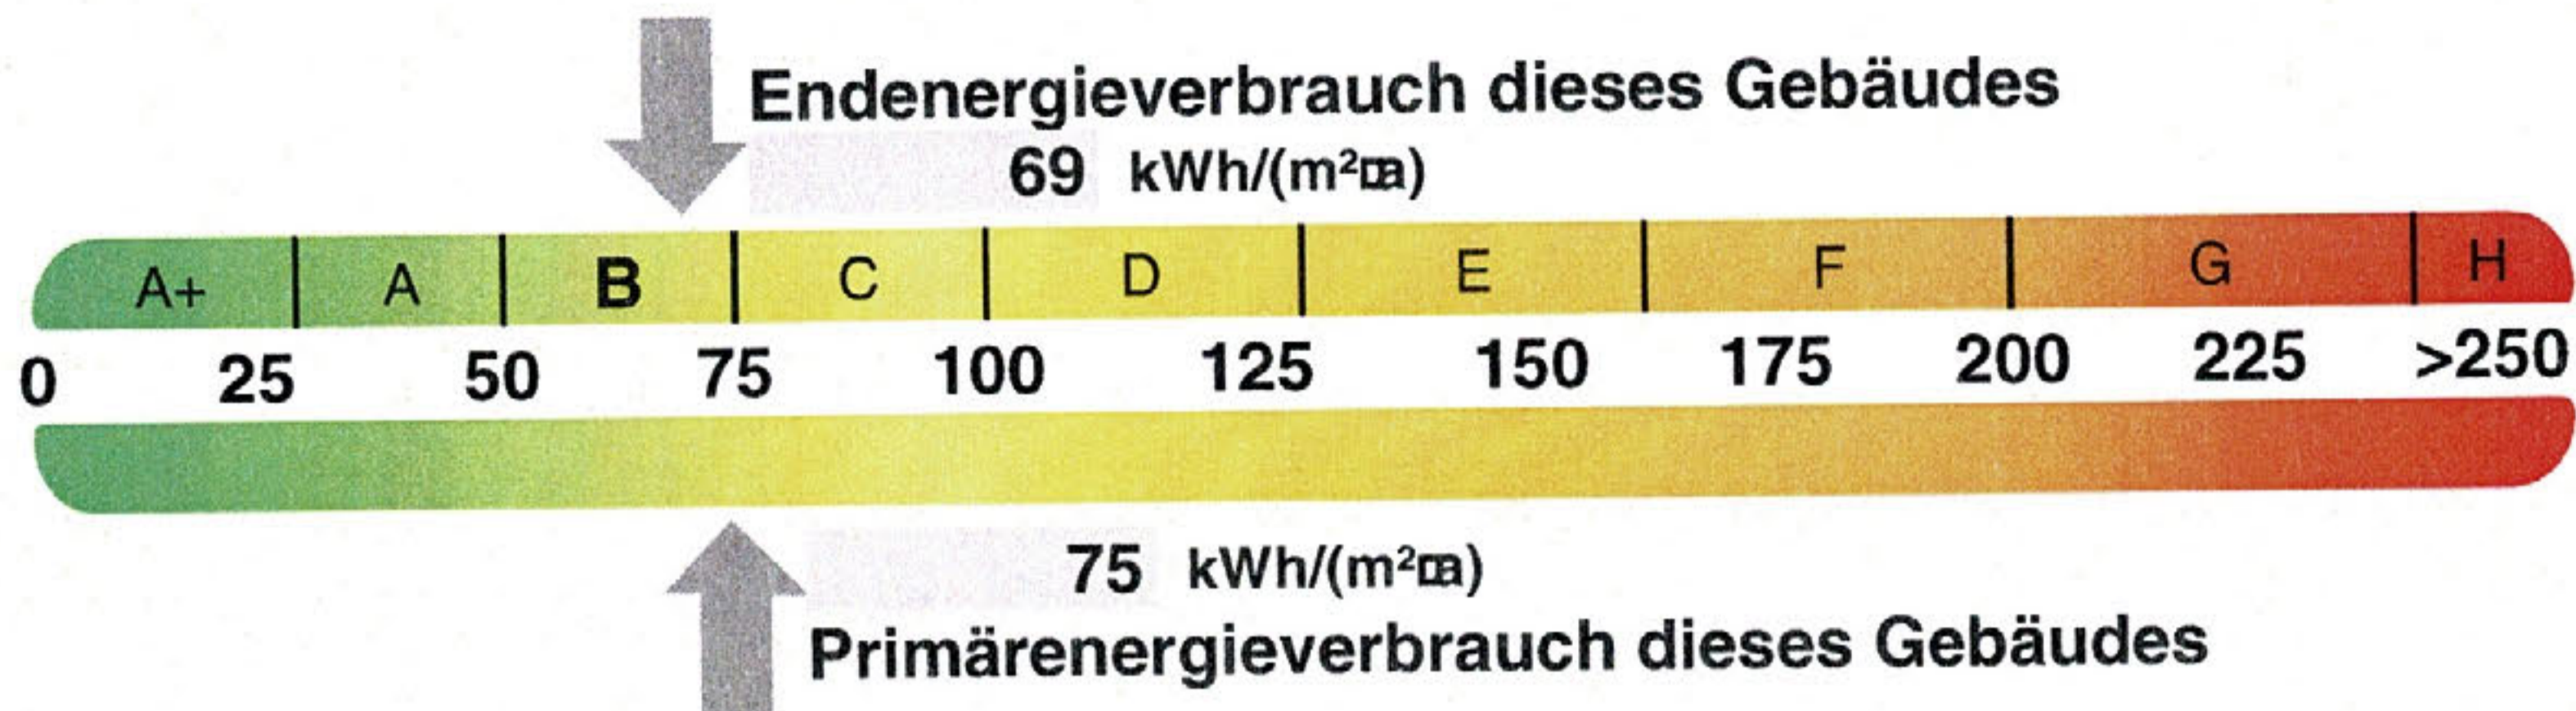 Endenergieverbrauch dieses Gebäudes
69 kWh/(m²□a)
A+ A B C D E F G H
0 25 50 75 100 125 150 175 200 225 >250
75 kWh/(m²□a)
Primärenergieverbrauch dieses Gebäudes